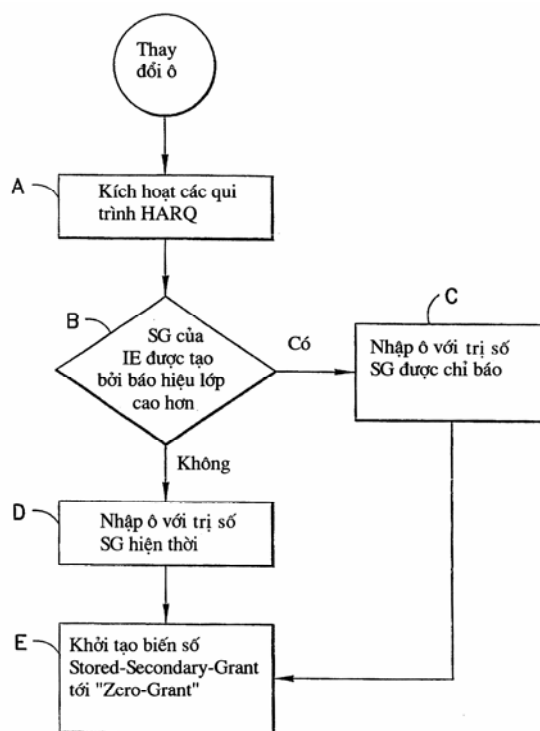 Thay
đổi ô
A
Kích hoạt các qui
trình HARQ
B
SG của
IE được tạo
bởi báo hiệu lớp
cao hơn
Có
C
Nhập ô với trị số
SG được chỉ báo
Không
D
Nhập ô với trị số
SG hiện thời
E
Khởi tạo biến số
Stored-Secondary-Grant
tới "Zero-Grant"